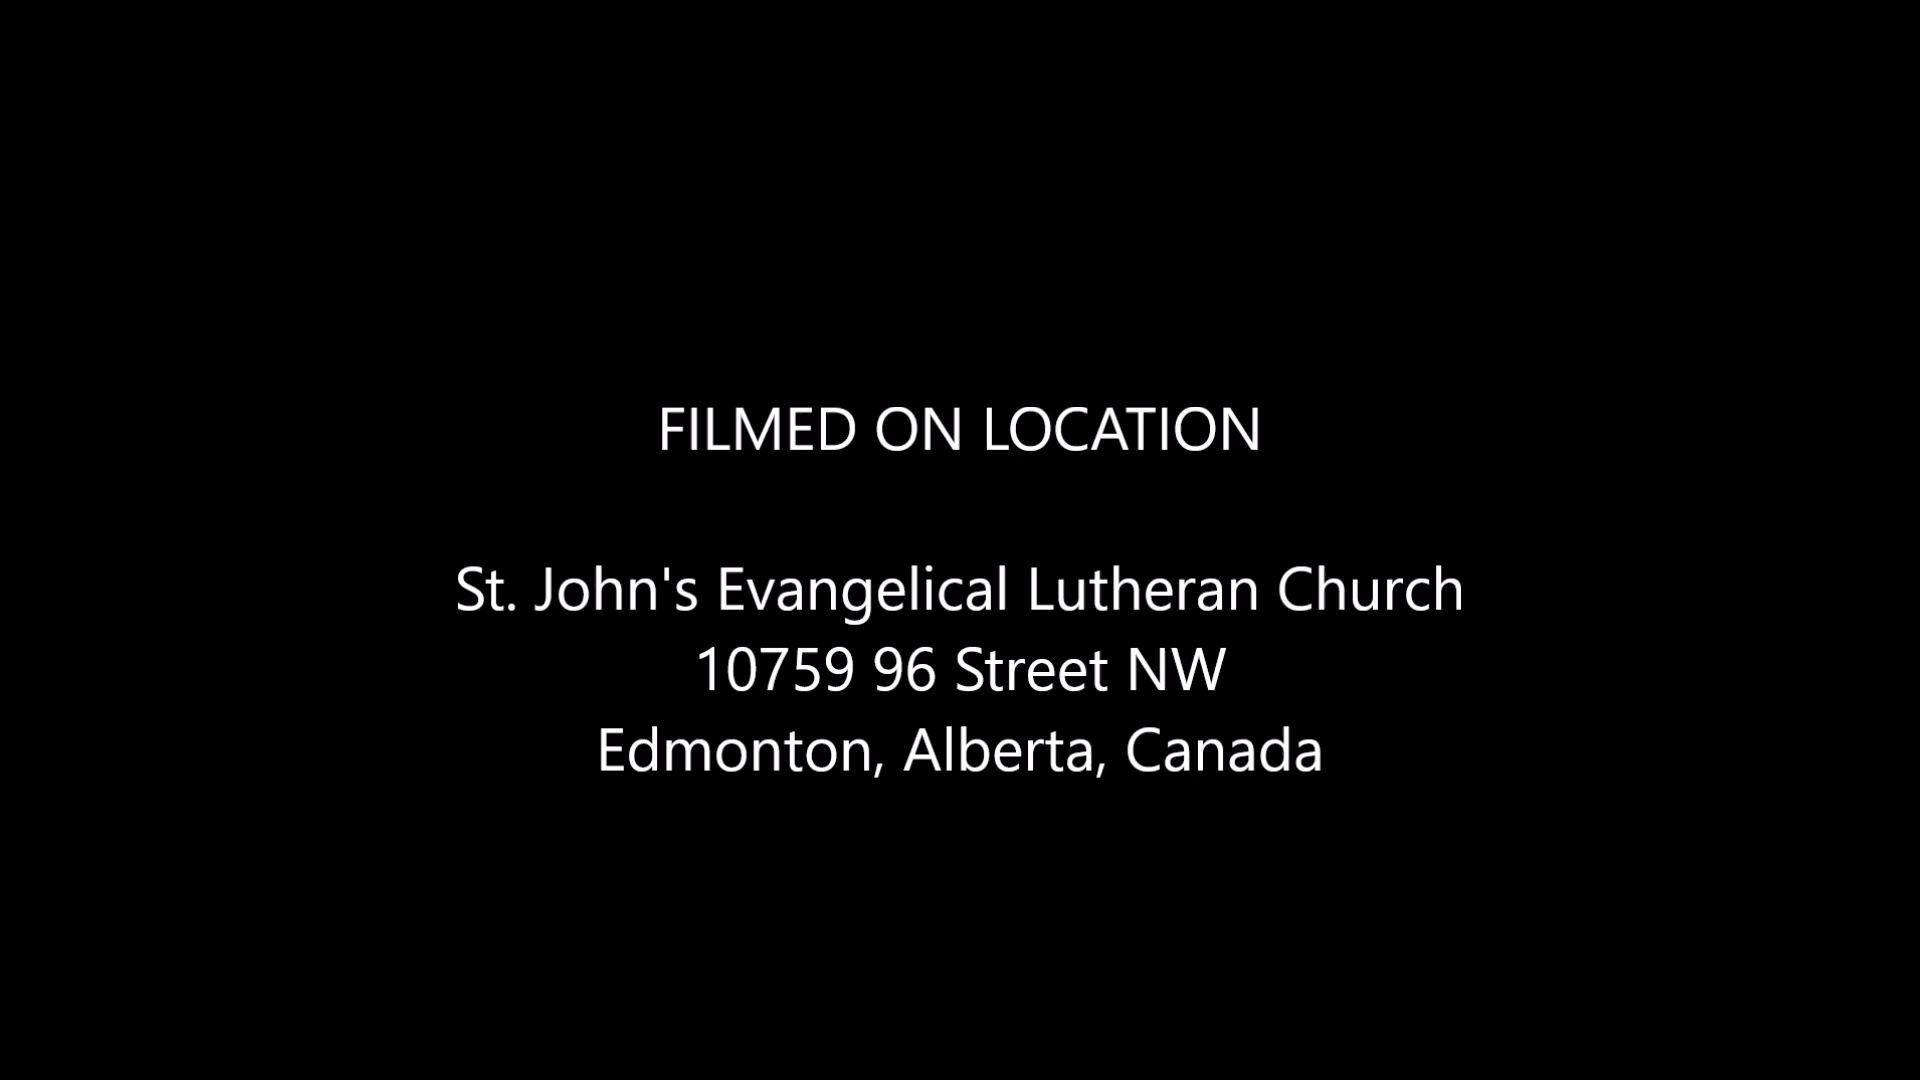 FILMED ON LOCATION
St. John's Evangelical Lutheran Church
10759 96 Street NW
Edmonton, Alberta, Canada